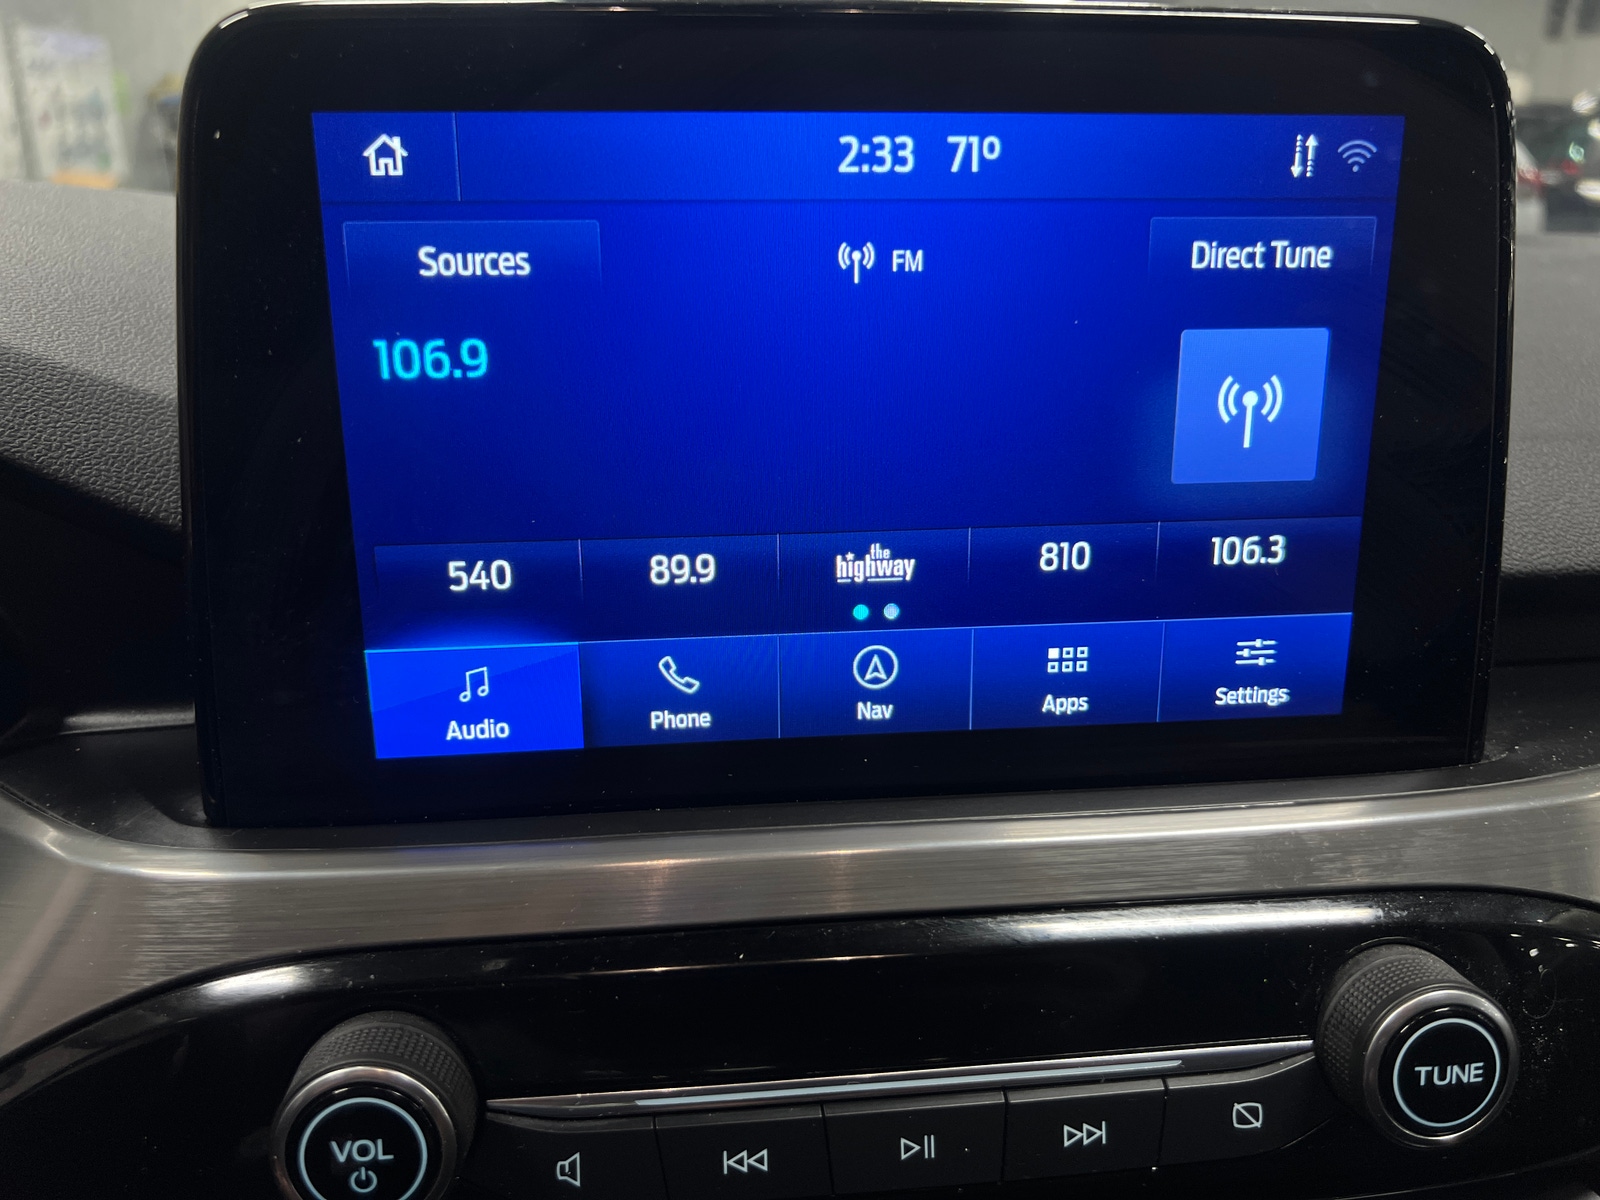 2:33 71º
Sources
FM
Direct Tune
106.9
540
89.9
the
highway
810
106.3
Audio
Phone
Nav
Apps
Settings
VOL
TUNE